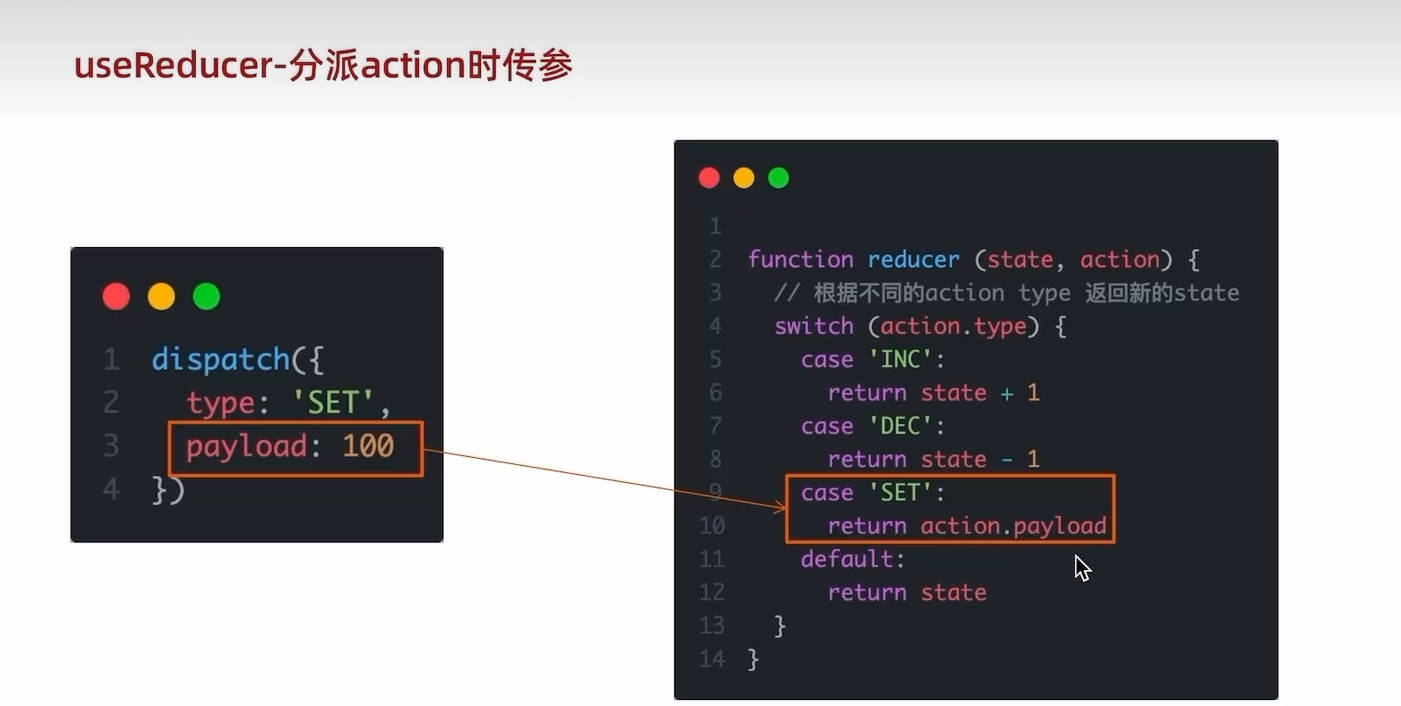 useReducer-分派action时传参
1 dispatch({
2   type: 'SET',
3   payload: 100
4 })
1
2 function reducer (state, action) {
3   // 根据不同的action type 返回新的state
4   switch (action.type) {
5     case 'INC':
6       return state + 1
7     case 'DEC':
8       return state - 1
9     case 'SET':
10       return action.payload
11     default:
12       return state
13   }
14 }